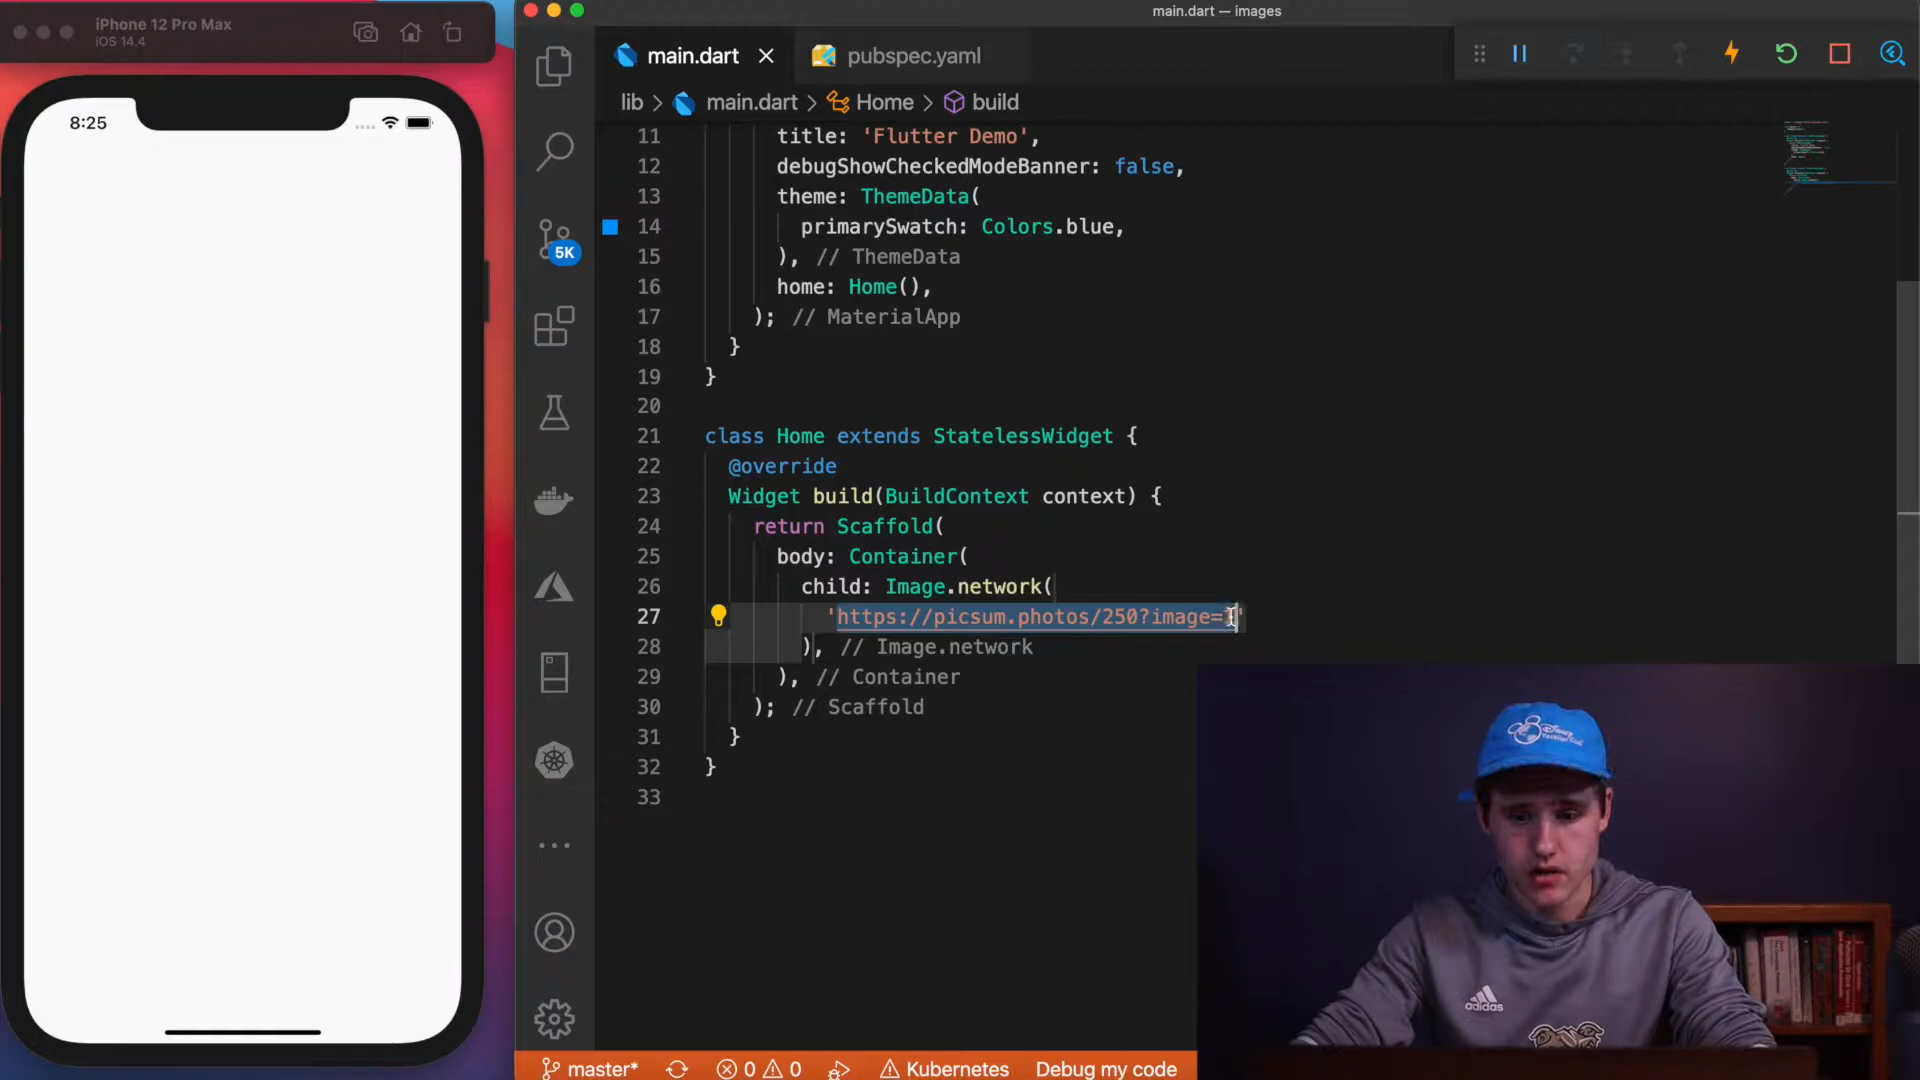 iPhone 12 Pro Max
iOS 14.4
8:25
main.dart — images
main.dart
pubspec.yaml
lib > main.dart > Home > build
5K
11 title: 'Flutter Demo',
12 debugShowCheckedModeBanner: false,
13 theme: ThemeData(
14 primarySwatch: Colors.blue,
15 ), // ThemeData
16 home: Home(),
17 ); // MaterialApp
18 }
19 }
20
21 class Home extends StatelessWidget {
22 @override
23 Widget build(BuildContext context) {
24 return Scaffold(
25 body: Container(
26 child: Image.network(
27 'https://picsum.photos/250?image=
28 ), // Image.network
29 ), // Container
30 ); // Scaffold
31 }
32 }
33
master* 0 0 Kubernetes Debug my code
Disney
adidas